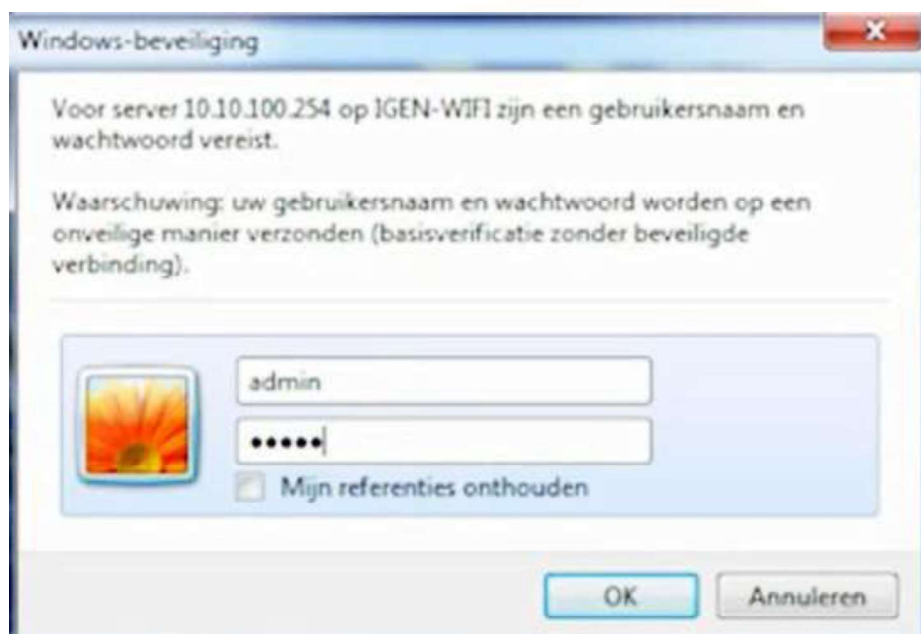 Windows-beveiliging
Voor server 10.10.100.254 op IGEN-WIFI zijn een gebruikersnaam en
wachtwoord vereist.
Waarschuwing: uw gebruikersnaam en wachtwoord worden op een
onveilige manier verzonden (basisverificatie zonder beveiligde
verbinding).
admin
•••••
Mijn referenties onthouden
OK
Annuleren